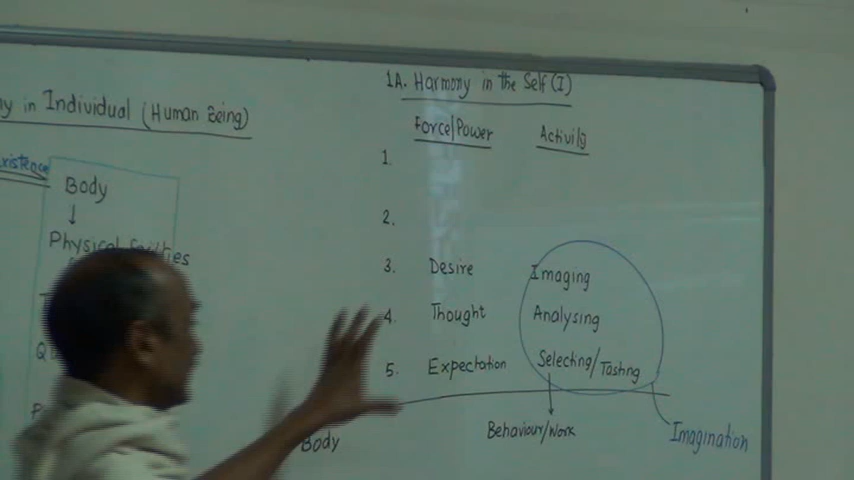 1A. Harmony in the Self (I)
in Individual (Human Being)
Force/Power Activity
Body
↓
Physical
1.
2.
3. Desire Imaging
4. Thought Analysing
5. Expectation Selecting/Tasting
Body
Behaviour/Work
Imagination